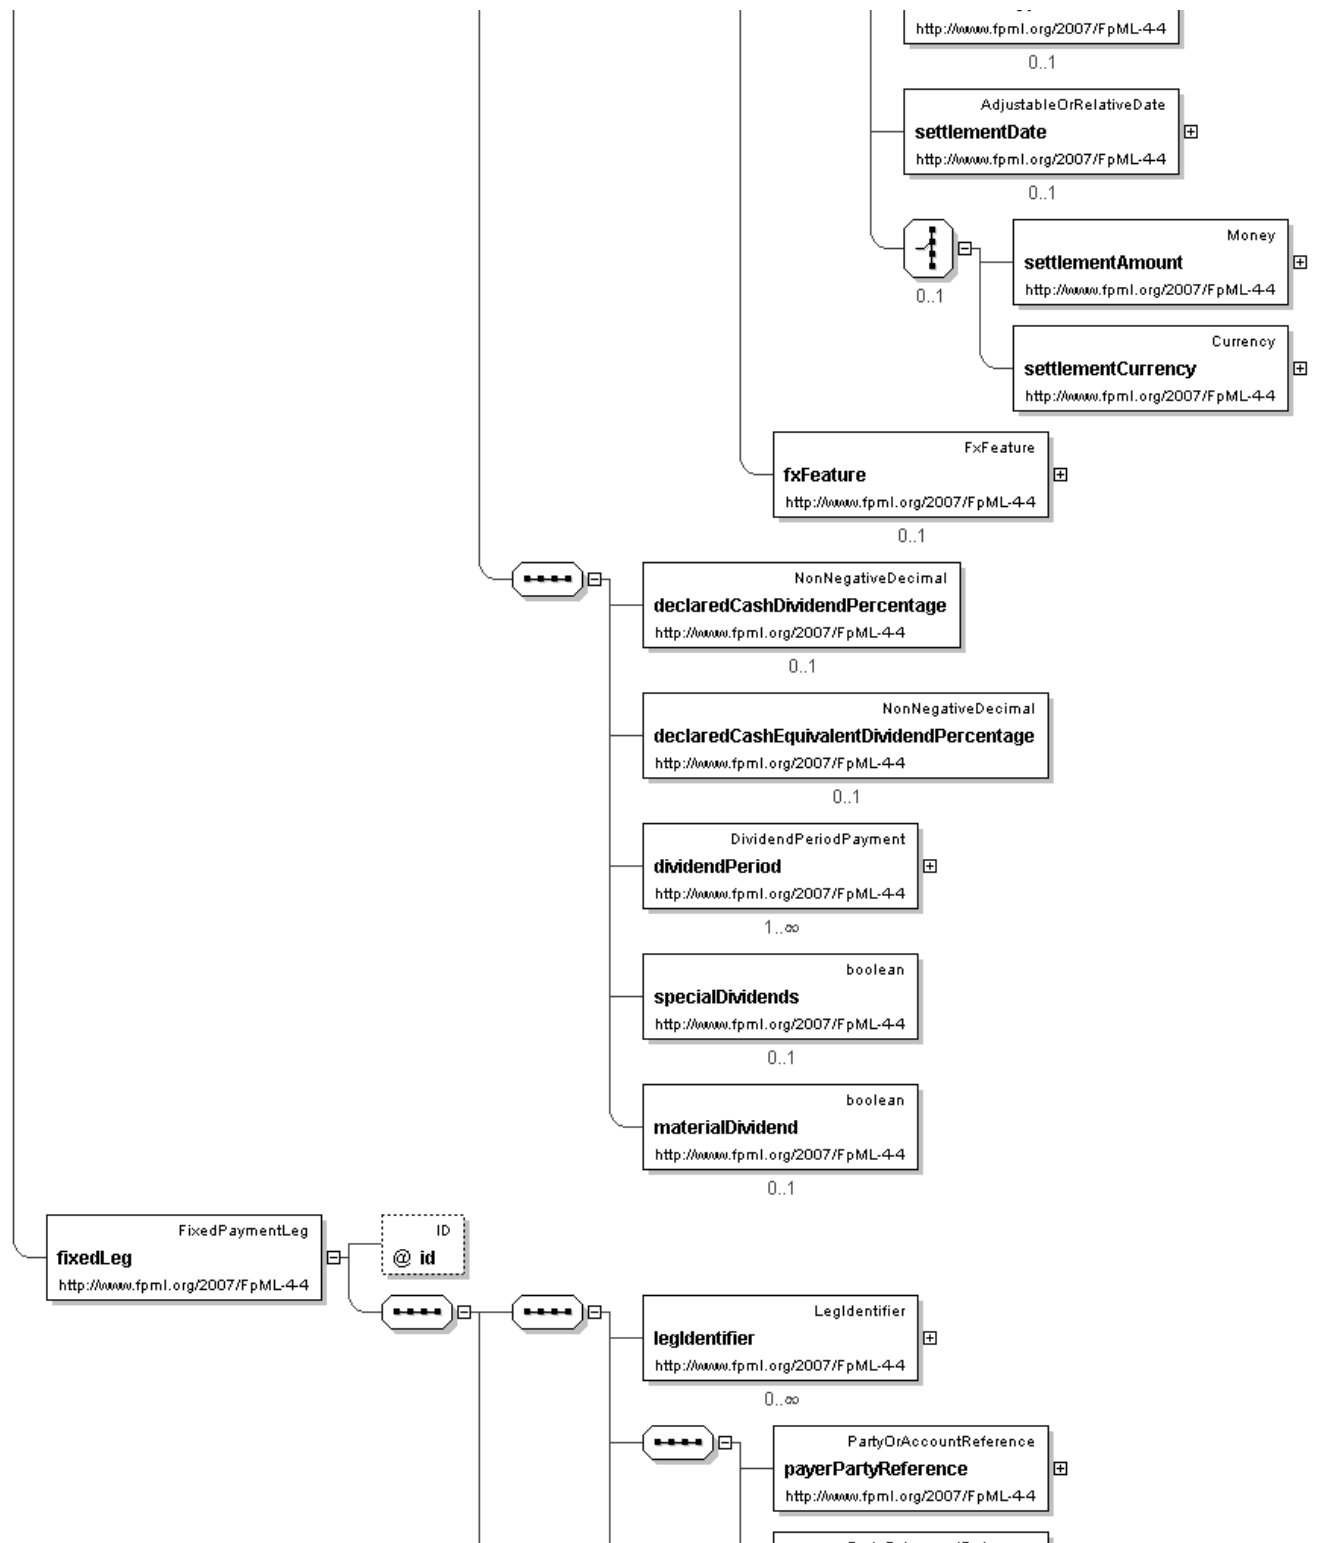 http://www.fpml.org/2007/FpML-4-4
0..1
AdjustableOrRelativeDate
settlementDate
http://www.fpml.org/2007/FpML-4-4
0..1
Money
settlementAmount
http://www.fpml.org/2007/FpML-4-4
0..1
Currency
settlementCurrency
http://www.fpml.org/2007/FpML-4-4
FxFeature
fxFeature
http://www.fpml.org/2007/FpML-4-4
0..1
NonNegativeDecimal
declaredCashDividendPercentage
http://www.fpml.org/2007/FpML-4-4
0..1
NonNegativeDecimal
declaredCashEquivalentDividendPercentage
http://www.fpml.org/2007/FpML-4-4
0..1
DividendPeriodPayment
dividendPeriod
http://www.fpml.org/2007/FpML-4-4
1..∞
boolean
specialDividends
http://www.fpml.org/2007/FpML-4-4
0..1
boolean
materialDividend
http://www.fpml.org/2007/FpML-4-4
0..1
FixedPaymentLeg
fixedLeg
http://www.fpml.org/2007/FpML-4-4
ID
@ id
LegIdentifier
legIdentifier
http://www.fpml.org/2007/FpML-4-4
0..∞
PartyOrAccountReference
payerPartyReference
http://www.fpml.org/2007/FpML-4-4